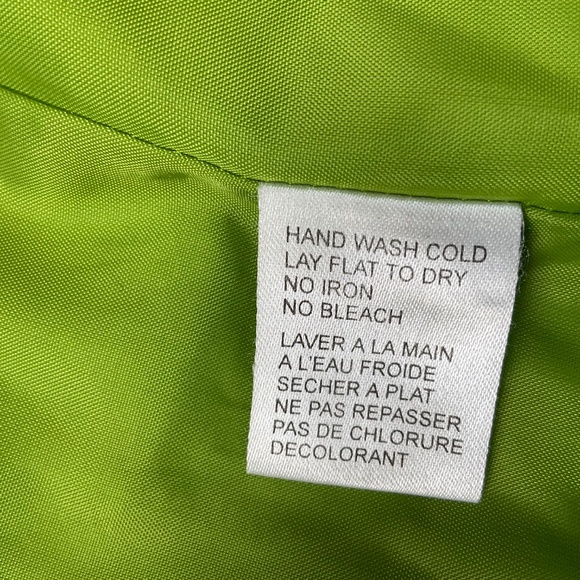 HAND WASH COLD
LAY FLAT TO DRY
NO IRON
NO BLEACH
LAVER A LA MAIN
A L'EAU FROIDE
SECHER A PLAT
NE PAS REPASSER
PAS DE CHLORURE
DECOLORANT